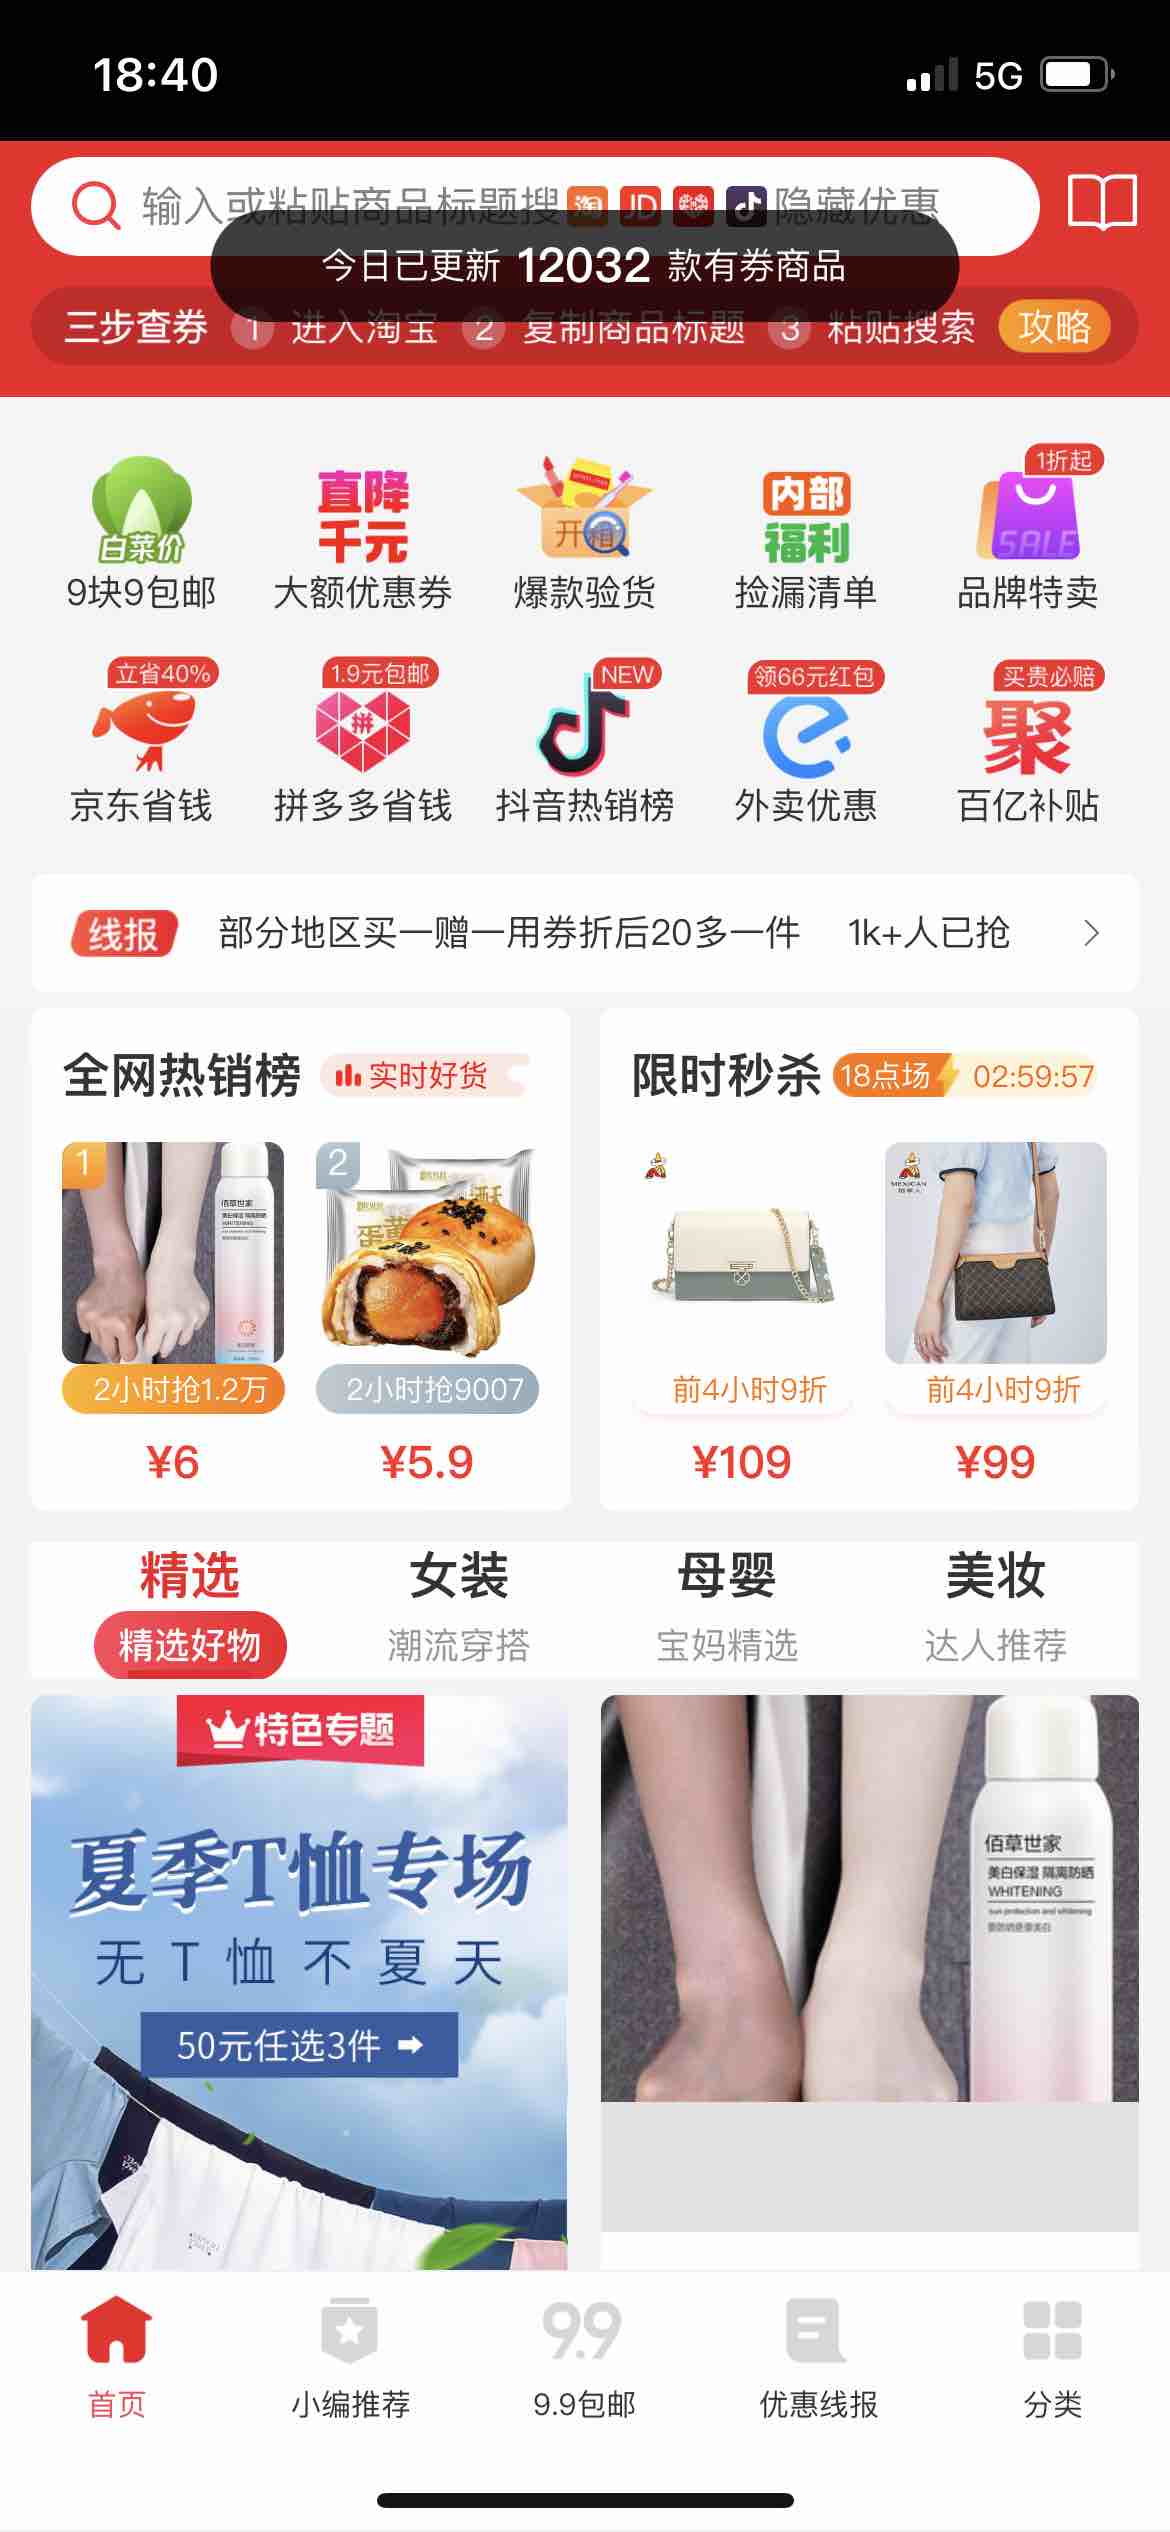 18:40
5G
输入或粘贴商品标题搜 淘 JD 拼 隐藏优惠
今日已更新 12032 款有券商品
三步查券 1 进入淘宝 2 复制商品标题 3 粘贴搜索 攻略
白菜价
直降
千元
开箱
内部
福利
1折起
SALE
9块9包邮 大额优惠券 爆款验货 捡漏清单 品牌特卖
立省40% 1.9元包邮 NEW 领66元红包 买贵必赔
拼
聚
京东省钱 拼多多省钱 抖音热销榜 外卖优惠 百亿补贴
线报 部分地区买一赠一用券折后20多一件 1k+人已抢
全网热销榜 实时好货
限时秒杀 18点场 02:59:57
1
佰草世家
2
蛋黄
酥
MEXICAN
2小时抢1.2万 2小时抢9007
前4小时9折 前4小时9折
¥6 ¥5.9 ¥109 ¥99
精选 女装 母婴 美妆
精选好物 潮流穿搭 宝妈精选 达人推荐
特色专题
夏季T恤专场
无T恤不夏天
50元任选3件
佰草世家
美白保湿 隔离防晒
WHITENING
sun protection and whitening
9.9
首页 小编推荐 9.9包邮 优惠线报 分类